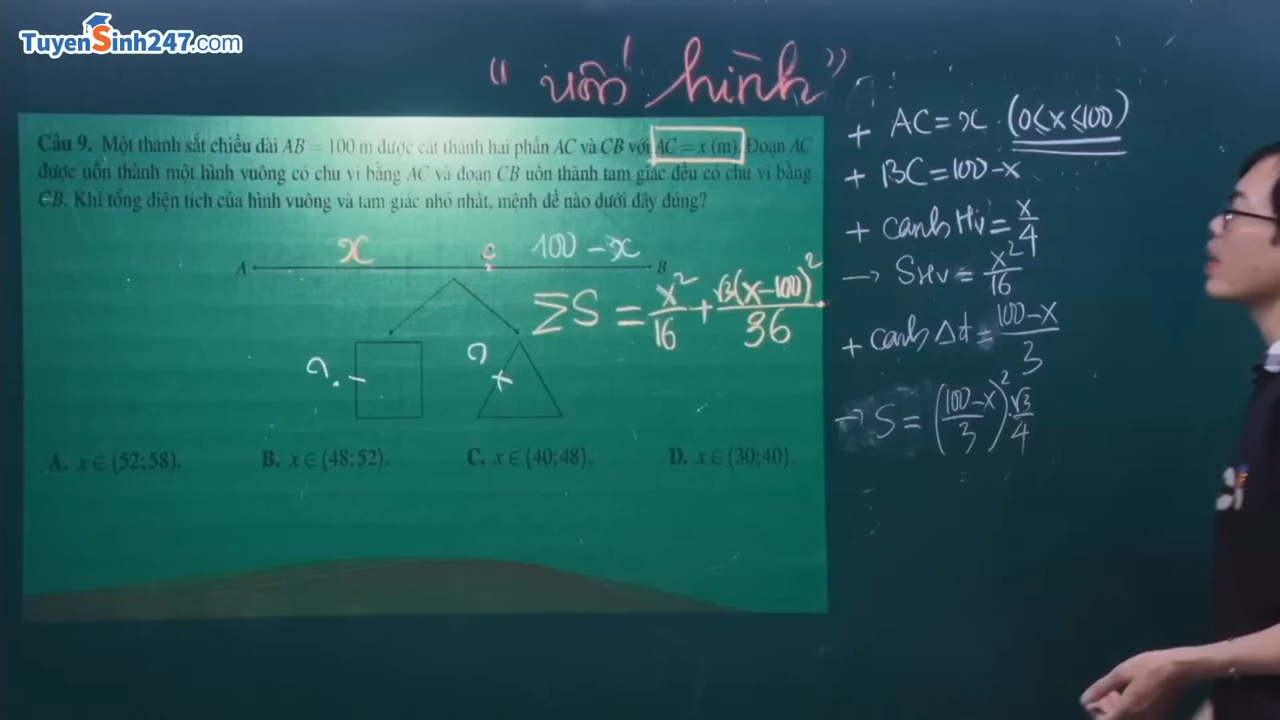 TuyenSinh247.com
“ uốn hình ”
Câu 9. Một thanh sắt chiều dài AB = 100 m được cắt thành hai phần AC và CB với AC = x (m). Đoạn AC
được uốn thành một hình vuông có chu vi bằng AC và đoạn CB uốn thành tam giác đều có chu vi bằng
CB. Khi tổng diện tích của hình vuông và tam giác nhỏ nhất, mệnh đề nào dưới đây đúng?
A x C 100 - x B
∑S = x²/16 + √3(x-100)²/36.
? ?
A. x ∈ (52;58). B. x ∈ (48;52). C. x ∈ (40;48). D. x ∈ (30;40).
+ AC = x. (0 ≤ x ≤ 100)
+ BC = 100 - x
+ cạnh Hv = x/4
→ SHv = x²/16
+ cạnh Δđ = (100-x)/3
→ S = ((100-x)/3)² . √3/4